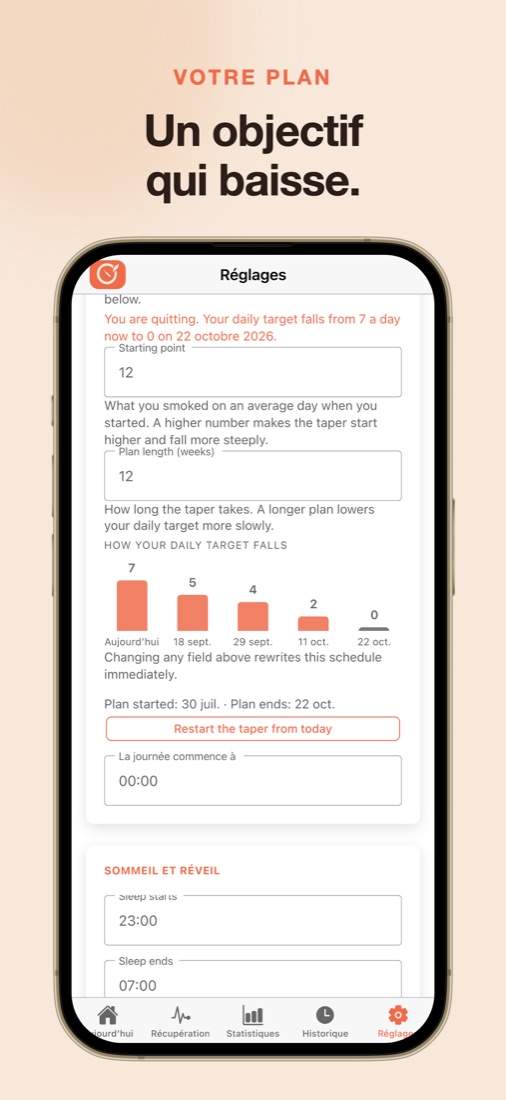 VOTRE PLAN
Un objectif
qui baisse.
Réglages
below.
You are quitting. Your daily target falls from 7 a day
now to 0 on 22 octobre 2026.
Starting point
12
What you smoked on an average day when you
started. A higher number makes the taper start
higher and fall more steeply.
Plan length (weeks)
12
How long the taper takes. A longer plan lowers
your daily target more slowly.
HOW YOUR DAILY TARGET FALLS
7
5
4
2
0
Aujourd'hui
18 sept.
29 sept.
11 oct.
22 oct.
Changing any field above rewrites this schedule
immediately.
Plan started: 30 juil. · Plan ends: 22 oct.
Restart the taper from today
La journée commence à
00:00
SOMMEIL ET RÉVEIL
Sleep starts
23:00
Sleep ends
07:00
jourd'hui
Récupération
Statistiques
Historique
Réglage